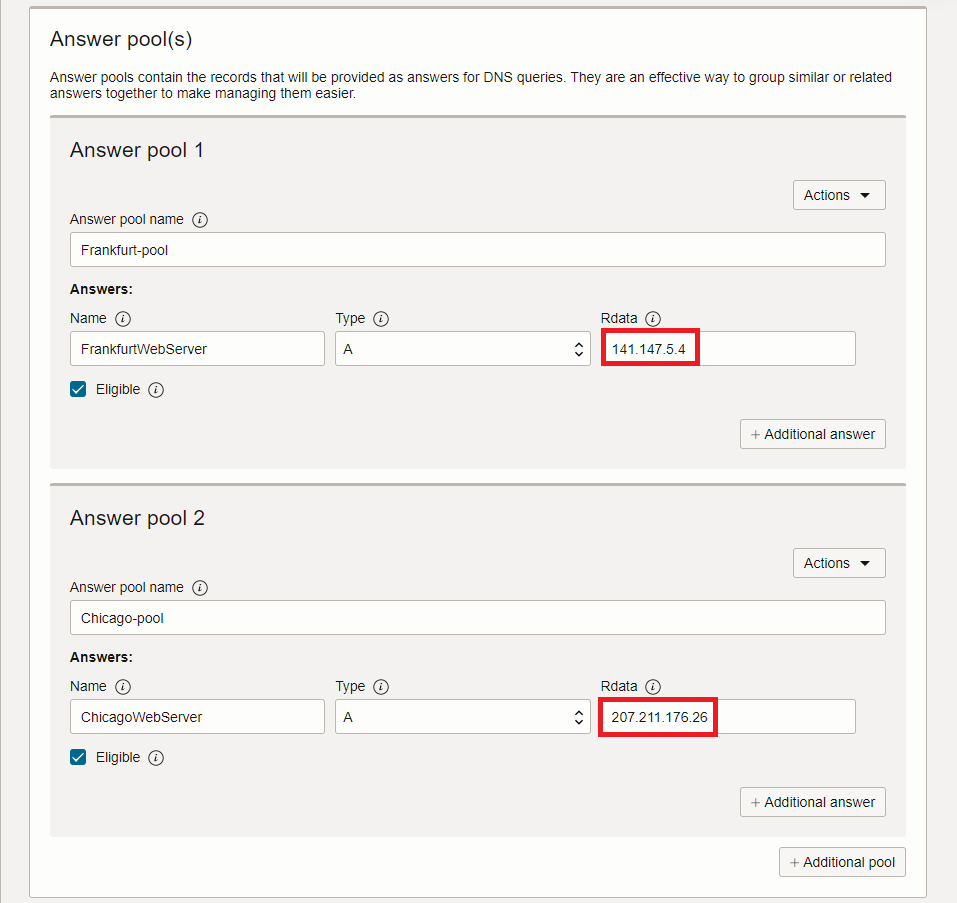 Answer pool(s)
Answer pools contain the records that will be provided as answers for DNS queries. They are an effective way to group similar or related
answers together to make managing them easier.
Answer pool 1
Actions
Answer pool name
Frankfurt-pool
Answers:
Name Type Rdata
FrankfurtWebServer A 141.147.5.4
Eligible
+ Additional answer
Answer pool 2
Actions
Answer pool name
Chicago-pool
Answers:
Name Type Rdata
ChicagoWebServer A 207.211.176.26
Eligible
+ Additional answer
+ Additional pool